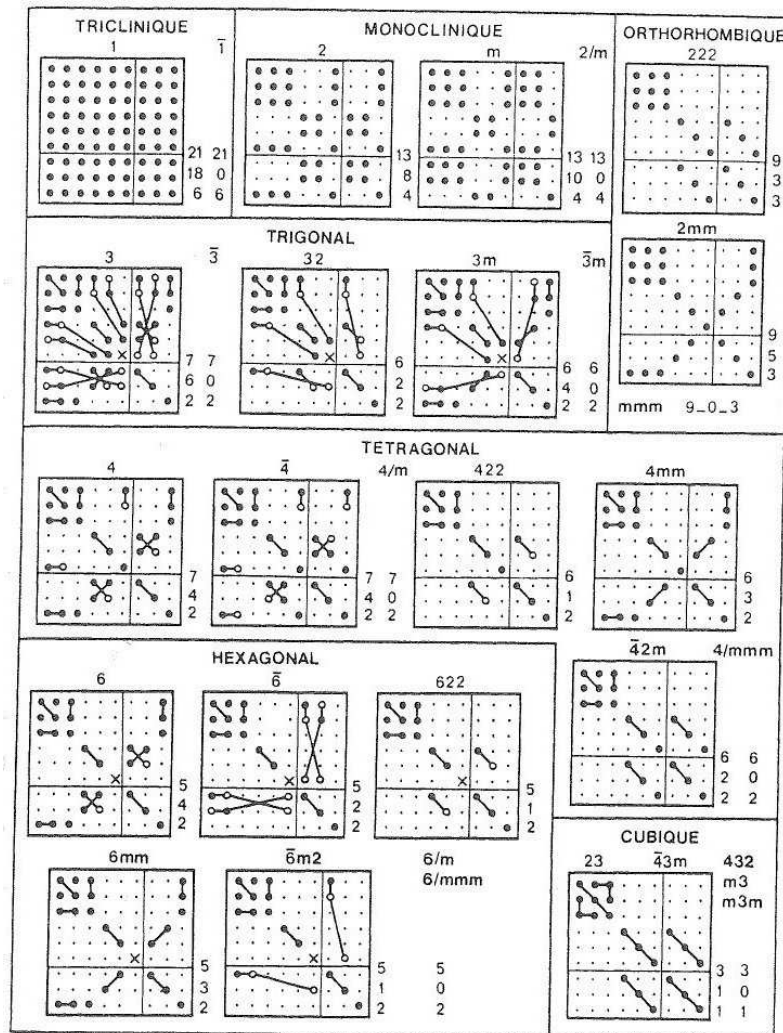 TRICLINIQUE
1 1̅
21 21
18 0
6 6
MONOCLINIQUE
2 m 2/m
13 13 13
8 10 0
4 4 4
ORTHORHOMBIQUE
222
9
3
3
2mm
9
5
3
mmm 9_0_3
TRIGONAL
3 3̅ 32 3m 3̅m
7 7 6 6 6
6 0 2 4 0
2 2 2 2 2
TETRAGONAL
4 4̅ 4/m 422 4mm
7 7 7 6 6
4 4 0 1 3
2 2 2 2 2
4̅2m 4/mmm
6 6
2 0
2 2
HEXAGONAL
6 6̅ 622
5 5 5
4 2 1
2 2 2
6mm 6̅m2 6/m
6/mmm
5 5 5
3 1 0
2 2 2
CUBIQUE
23 4̅3m 432
m3
m3m
3 3
1 0
1 1